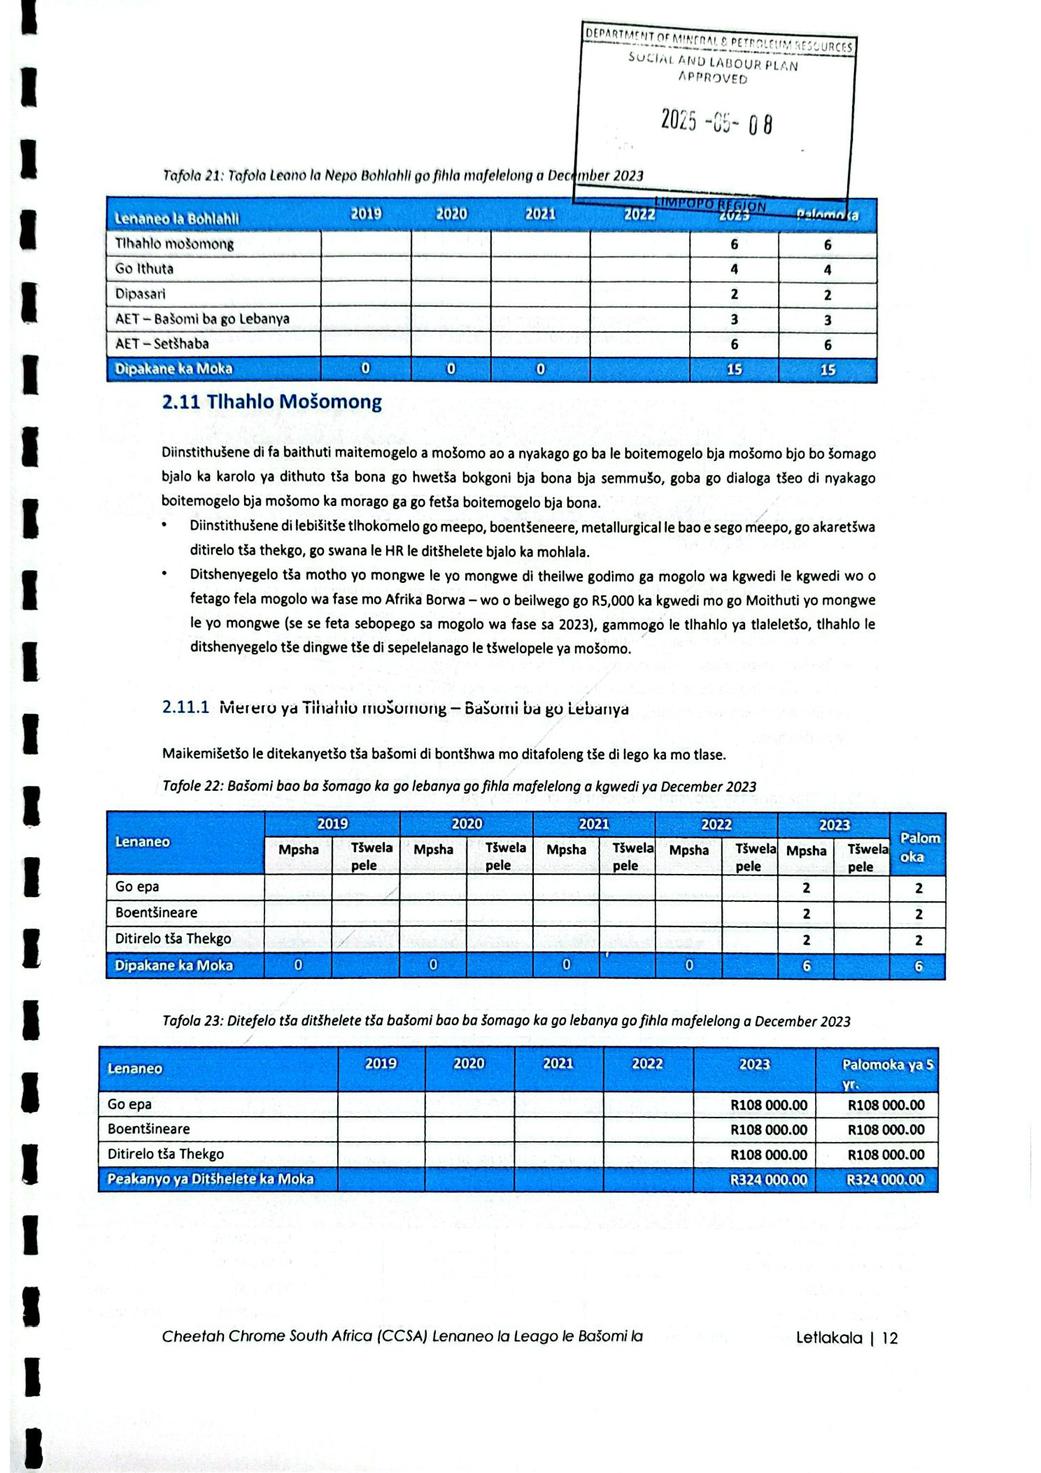 DEPARTMENT OF MINERAL & PETROLEUM RESOURCES
SOCIAL AND LABOUR PLAN
APPROVED
2025 -05- 08
LIMPOPO REGION
Tafola 21: Tafola Leano la Nepo Bohlahli go fihla mafelelong a December 2023
Lenaneo la Bohlahli 2019 2020 2021 2022 2023 Palomoka
Tlhahlo mošomong 6 6
Go Ithuta 4 4
Dipasari 2 2
AET – Bašomi ba go Lebanya 3 3
AET – Setšhaba 6 6
Dipakane ka Moka 0 0 0 15 15
2.11 Tlhahlo Mošomong
Diinstithušene di fa baithuti maitemogelo a mošomo ao a nyakago go ba le boitemogelo bja mošomo bjo bo šomago
bjalo ka karolo ya dithuto tša bona go hwetša bokgoni bja bona bja semmušo, goba go dialoga tšeo di nyakago
boitemogelo bja mošomo ka morago ga go fetša boitemogelo bja bona.
• Diinstithušene di lebišitše tlhokomelo go meepo, boentšeneere, metallurgical le bao e sego meepo, go akaretšwa
ditirelo tša thekgo, go swana le HR le ditšhelete bjalo ka mohlala.
• Ditshenyegelo tša motho yo mongwe le yo mongwe di theilwe godimo ga mogolo wa kgwedi le kgwedi wo o
fetago fela mogolo wa fase mo Afrika Borwa – wo o beilwego go R5,000 ka kgwedi mo go Moithuti yo mongwe
le yo mongwe (se se feta sebopego sa mogolo wa fase sa 2023), gammogo le tlhahlo ya tlaleletšo, tlhahlo le
ditshenyegelo tše dingwe tše di sepelelanago le tšwelopele ya mošomo.
2.11.1 Merero ya Tlhahlo mošomong – Bašomi ba go Lebanya
Maikemišetšo le ditekanyetšo tša bašomi di bontšhwa mo ditafoleng tše di lego ka mo tlase.
Tafole 22: Bašomi bao ba šomago ka go lebanya go fihla mafelelong a kgwedi ya December 2023
Lenaneo 2019 2020 2021 2022 2023 Palom
oka
Mpsha Tšwela Mpsha Tšwela Mpsha Tšwela Mpsha Tšwela Mpsha Tšwela
pele pele pele pele pele
Go epa 2 2
Boentšineare 2 2
Ditirelo tša Thekgo 2 2
Dipakane ka Moka 0 0 0 0 6 6
Tafola 23: Ditefelo tša ditšhelete tša bašomi bao ba šomago ka go lebanya go fihla mafelelong a December 2023
Lenaneo 2019 2020 2021 2022 2023 Palomoka ya 5
yr.
Go epa R108 000.00 R108 000.00
Boentšineare R108 000.00 R108 000.00
Ditirelo tša Thekgo R108 000.00 R108 000.00
Peakanyo ya Ditšhelete ka Moka R324 000.00 R324 000.00
Cheetah Chrome South Africa (CCSA) Lenaneo la Leago le Bašomi la Letlakala | 12